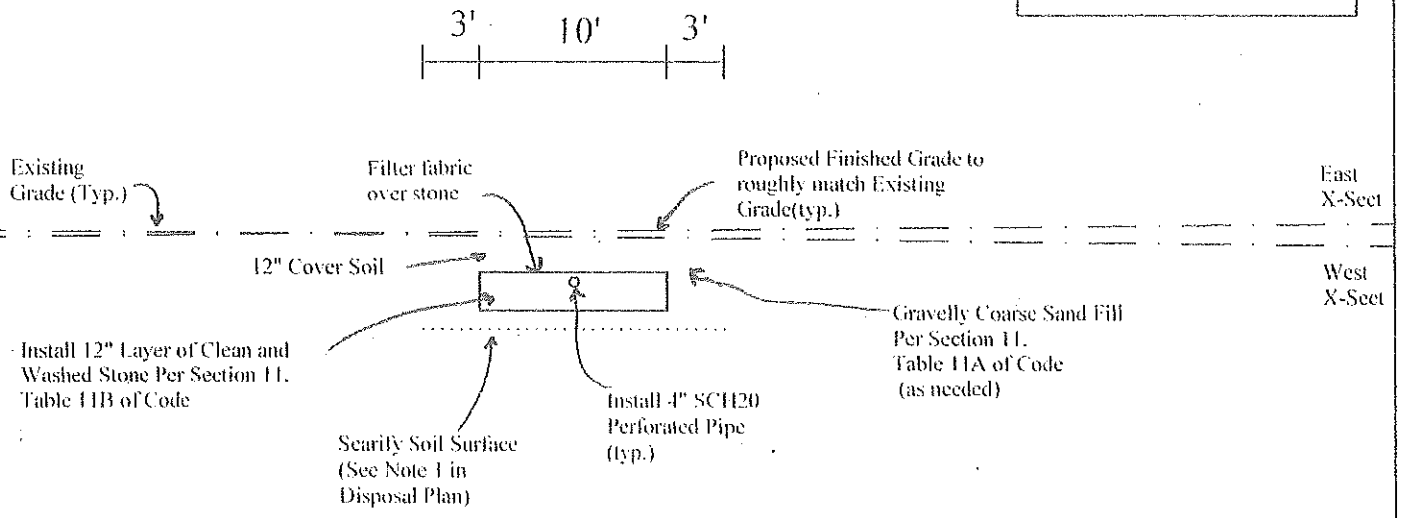 3' 10' 3'
Existing
Grade (Typ.)
Filter fabric
over stone
Proposed Finished Grade to
roughly match Existing
Grade(typ.)
East
X-Sect
12" Cover Soil
West
X-Sect
Gravelly Coarse Sand Fill
Per Section 11.
Table 11A of Code
(as needed)
Install 12" Layer of Clean and
Washed Stone Per Section 11.
Table 11B of Code
Install 4" SCH20
Perforated Pipe
(typ.)
Scarify Soil Surface
(See Note 1 in
Disposal Plan)